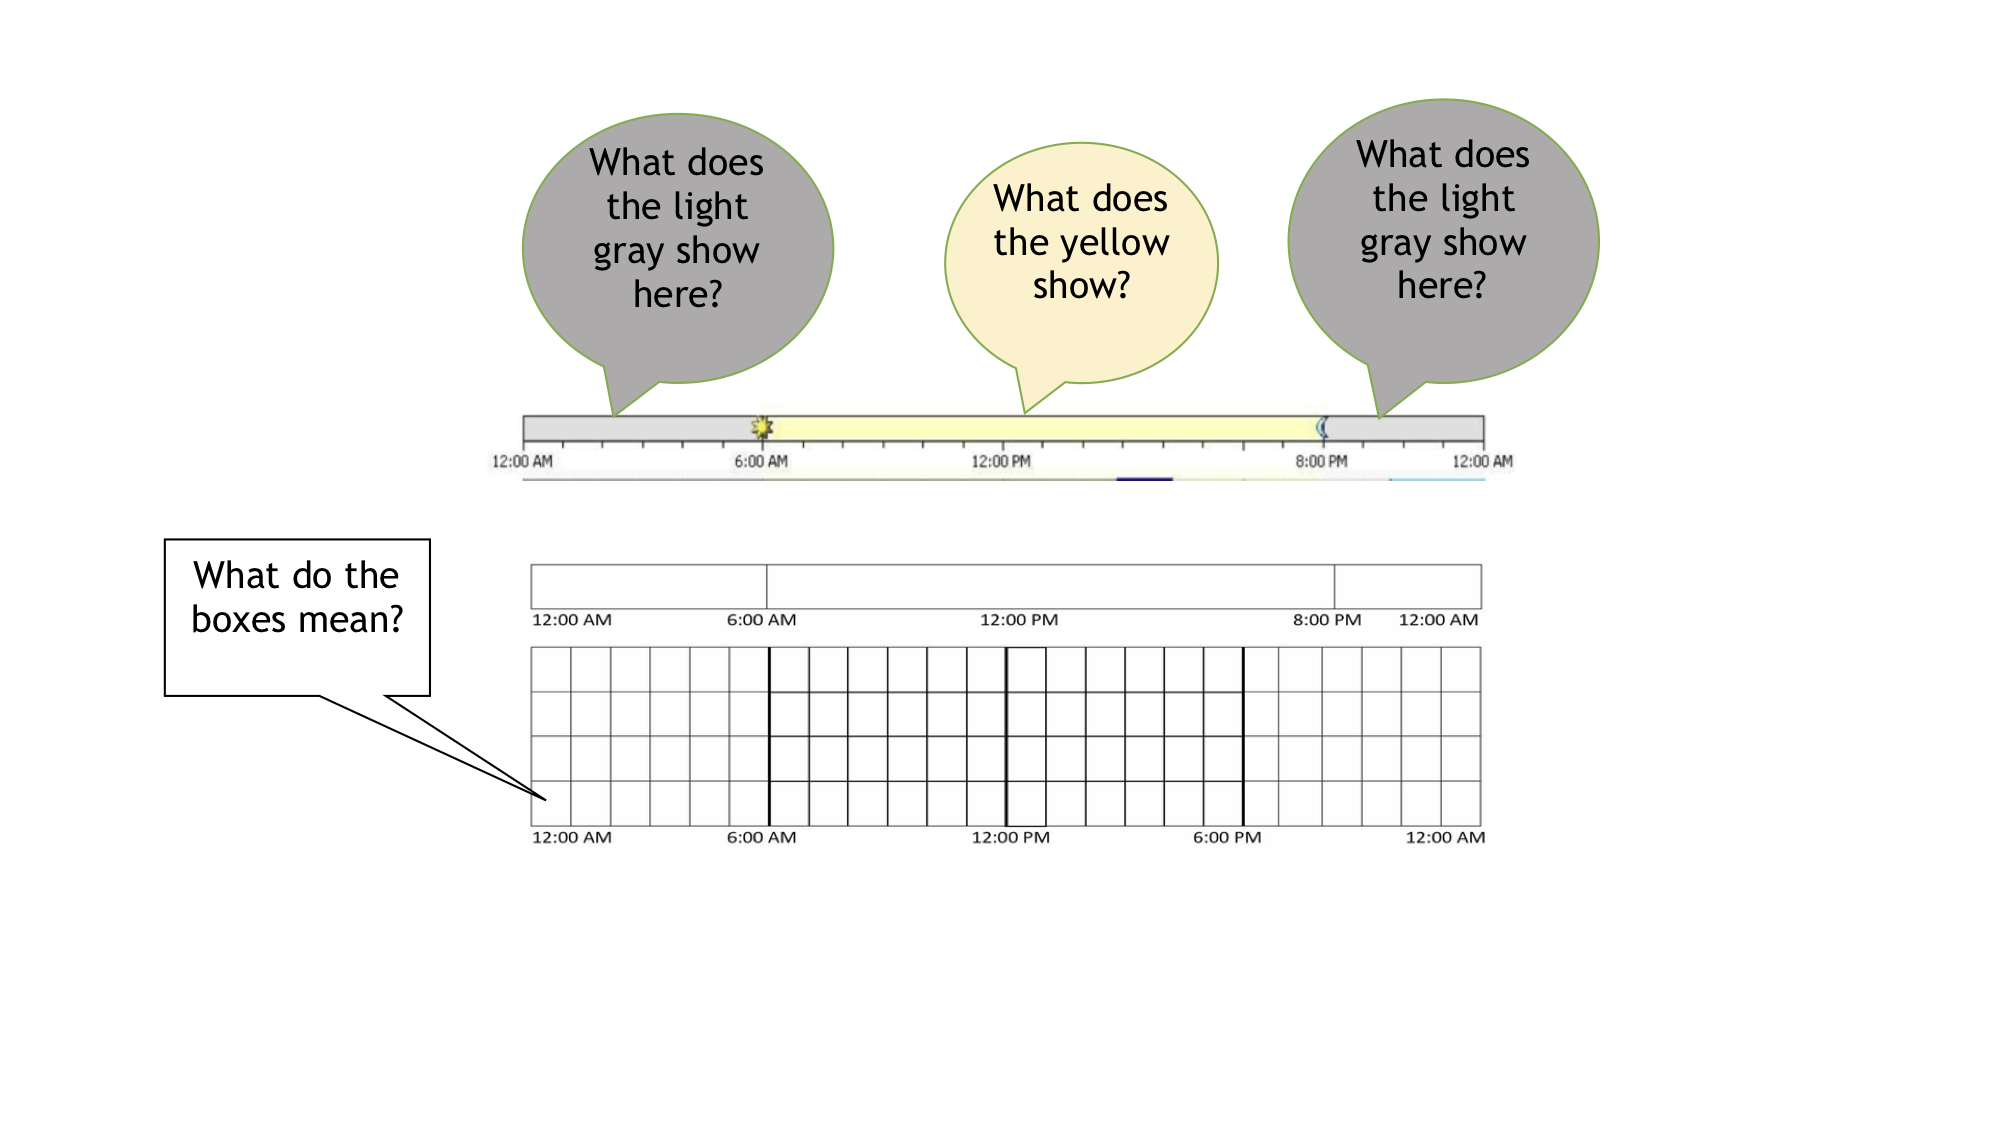 What does
the light
gray show
here?
What does
the yellow
show?
What does
the light
gray show
here?
12:00 AM 6:00 AM 12:00 PM 8:00 PM 12:00 AM
What do the
boxes mean?
12:00 AM 6:00 AM 12:00 PM 8:00 PM 12:00 AM
12:00 AM 6:00 AM 12:00 PM 6:00 PM 12:00 AM